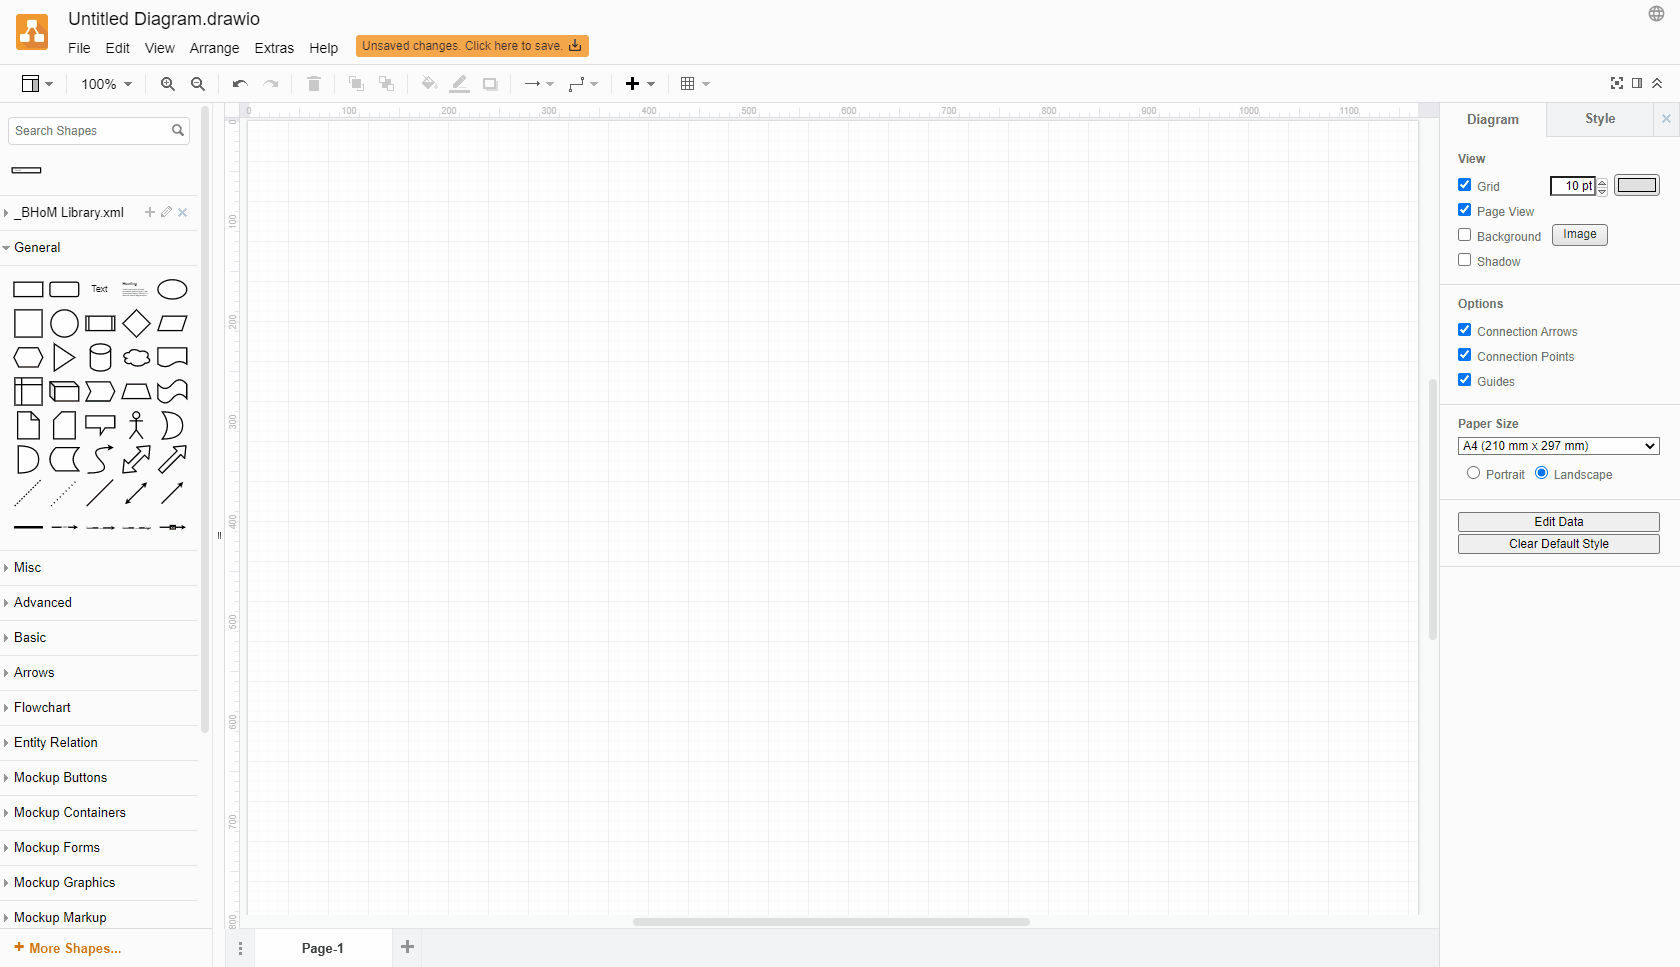 Untitled Diagram.drawio
File Edit View Arrange Extras Help Unsaved changes. Click here to save.
100%
Search Shapes
_BHoM Library.xml
General
Text
Heading
Misc
Advanced
Basic
Arrows
Flowchart
Entity Relation
Mockup Buttons
Mockup Containers
Mockup Forms
Mockup Graphics
Mockup Markup
More Shapes...
0 100 200 300 400 500 600 700 800 900 1000 1100
0
100
200
300
400
500
600
700
800
Page-1
Diagram Style
View
Grid 10 pt
Page View
Background Image
Shadow
Options
Connection Arrows
Connection Points
Guides
Paper Size
A4 (210 mm x 297 mm)
Portrait Landscape
Edit Data
Clear Default Style